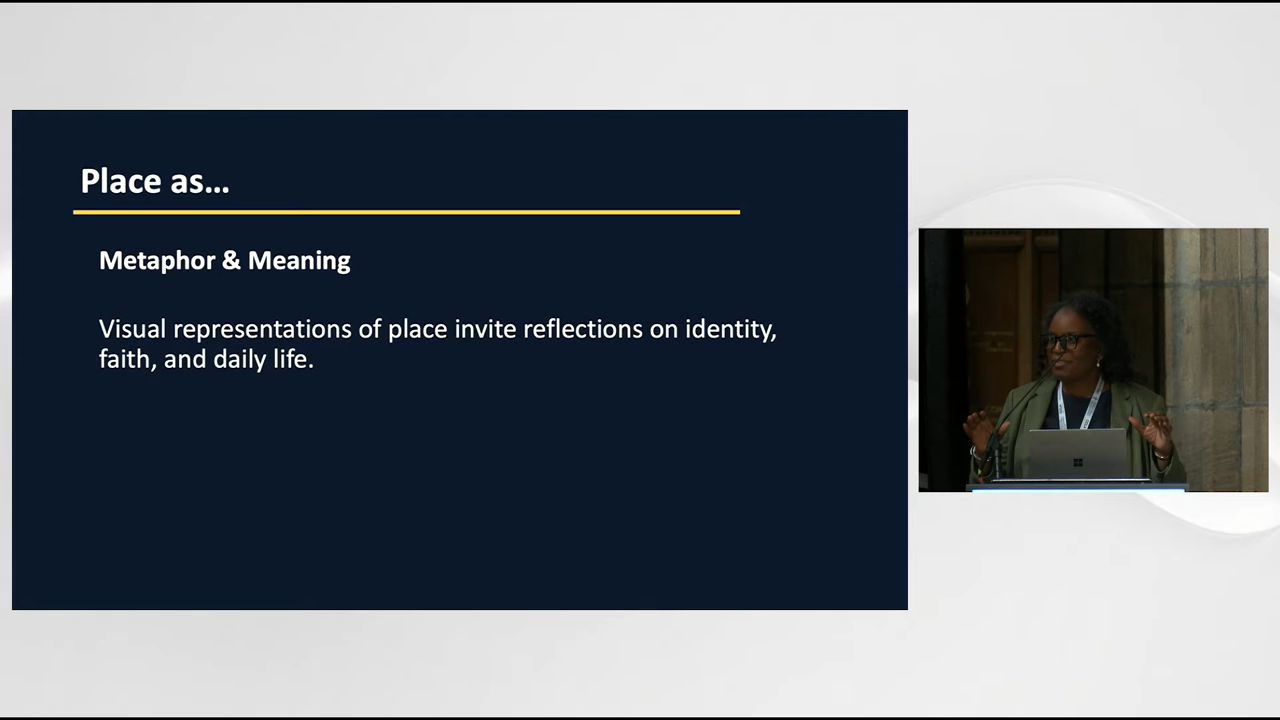 Place as...
Metaphor & Meaning
Visual representations of place invite reflections on identity,
faith, and daily life.